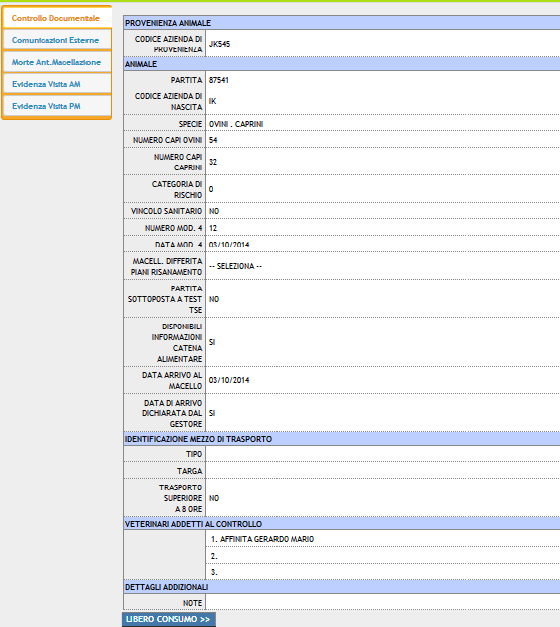 Controllo Documentale
Comunicazioni Esterne
Morte Ant.Macellazione
Evidenza Visita AM
Evidenza Visita PM
PROVENIENZA ANIMALE
CODICE AZIENDA DI
PROVENIENZA
JK545
ANIMALE
PARTITA
87541
CODICE AZIENDA DI
NASCITA
IK
SPECIE
OVINI . CAPRINI
NUMERO CAPI OVINI
54
NUMERO CAPI
CAPRINI
32
CATEGORIA DI
RISCHIO
0
VINCOLO SANITARIO
NO
NUMERO MOD. 4
12
DATA MOD. 4
03/10/2014
MACELL. DIFFERITA
PIANI RISANAMENTO
-- SELEZIONA --
PARTITA
SOTTOPOSTA A TEST
TSE
NO
DISPONIBILI
INFORMAZIONI
CATENA
ALIMENTARE
SI
DATA ARRIVO AL
MACELLO
03/10/2014
DATA DI ARRIVO
DICHIARATA DAL
GESTORE
SI
IDENTIFICAZIONE MEZZO DI TRASPORTO
TIPO
TARGA
TRASPORTO
SUPERIORE
A 8 ORE
NO
VETERINARI ADDETTI AL CONTROLLO
1. AFFINITA GERARDO MARIO
2.
3.
DETTAGLI ADDIZIONALI
NOTE
LIBERO CONSUMO >>